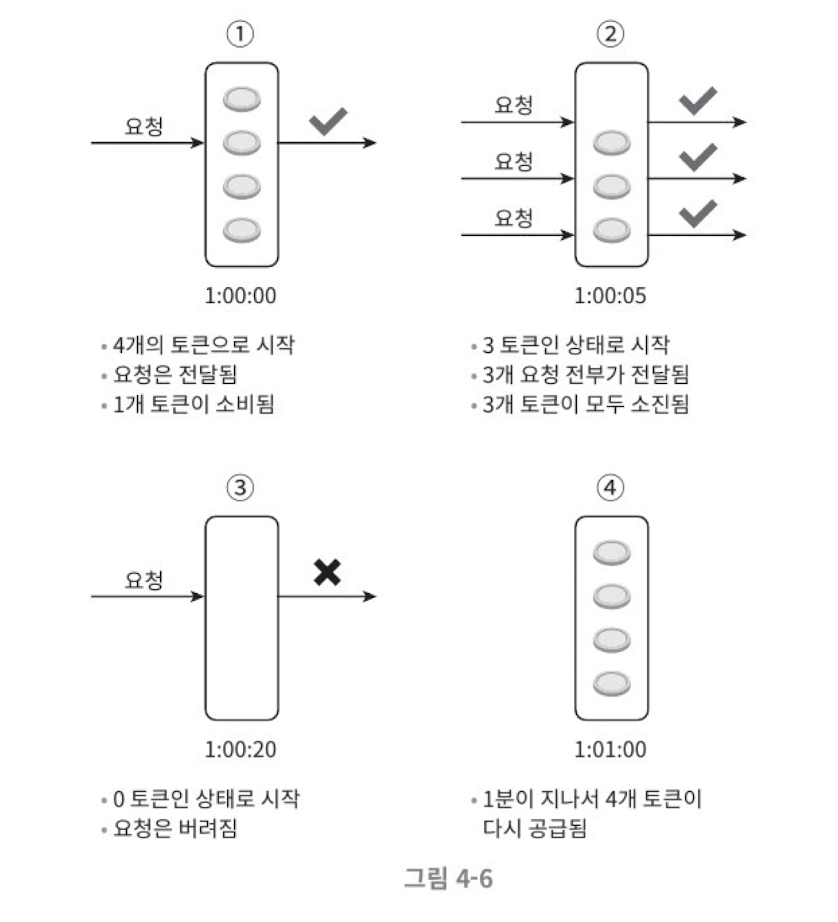 ①
요청
1:00:00
• 4개의 토큰으로 시작
• 요청은 전달됨
• 1개 토큰이 소비됨
②
요청
요청
요청
1:00:05
• 3 토큰인 상태로 시작
• 3개 요청 전부가 전달됨
• 3개 토큰이 모두 소진됨
③
요청
1:00:20
• 0 토큰인 상태로 시작
• 요청은 버려짐
④
1:01:00
• 1분이 지나서 4개 토큰이
다시 공급됨
그림 4-6